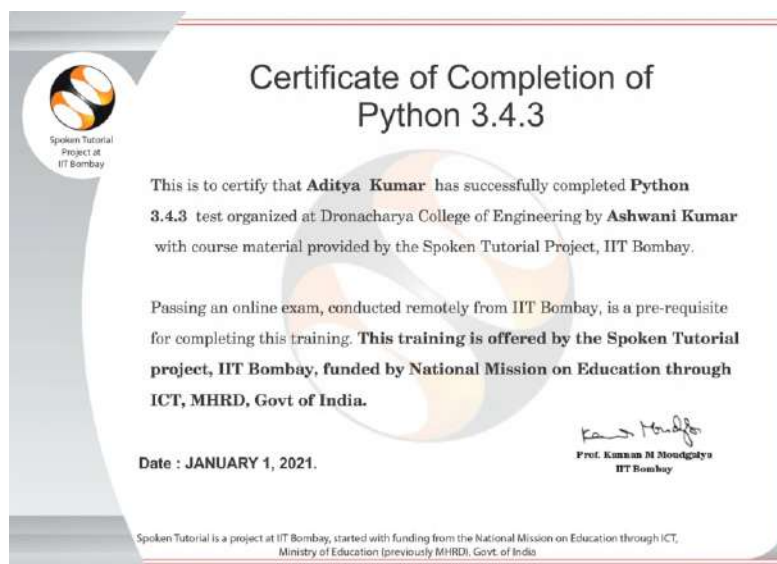 Certificate of Completion of
Python 3.4.3
Spoken Tutorial
Project at
IIT Bombay
This is to certify that Aditya Kumar has successfully completed Python
3.4.3 test organized at Dronacharya College of Engineering by Ashwani Kumar
with course material provided by the Spoken Tutorial Project, IIT Bombay.
Passing an online exam, conducted remotely from IIT Bombay, is a pre-requisite
for completing this training. This training is offered by the Spoken Tutorial
project, IIT Bombay, funded by National Mission on Education through
ICT, MHRD, Govt of India.
Date : JANUARY 1, 2021.
Prof. Kannan M Moudgalya
IIT Bombay
Spoken Tutorial is a project at IIT Bombay, started with funding from the National Mission on Education through ICT,
Ministry of Education (previously MHRD), Govt. of India